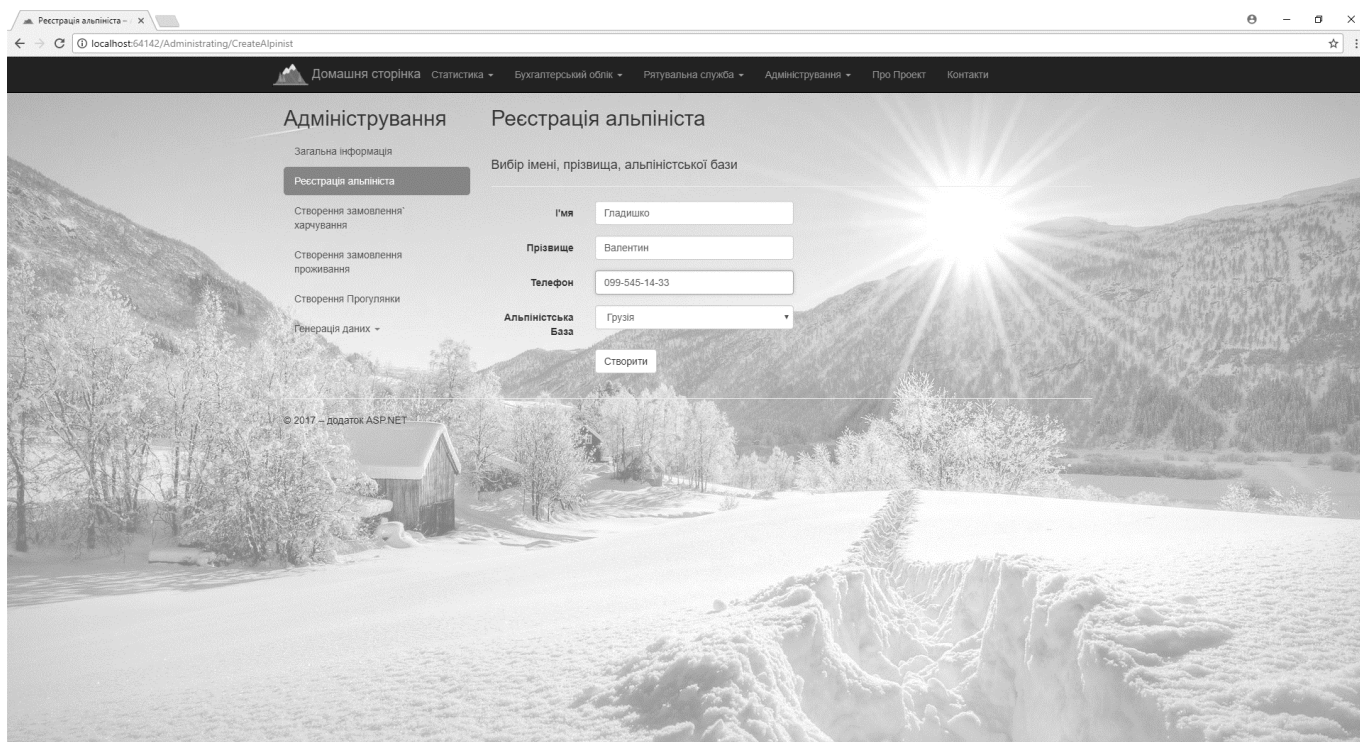 Реєстрація альпініста –
localhost:64142/Administrating/CreateAlpinist
Домашня сторінка Статистика Бухгалтерський облік Рятувальна служба Адміністрування Про Проект Контакти
Адміністрування
Загальна інформація
Реєстрація альпініста
Створення замовлення`
харчування
Створення замовлення
проживання
Створення Прогулянки
Генерація даних
Реєстрація альпініста
Вибір імені, прізвища, альпіністської бази
І'мя Гладишко
Прізвище Валентин
Телефон 099-545-14-33
Альпіністська Грузія
База
Створити
© 2017 – додаток ASP.NET